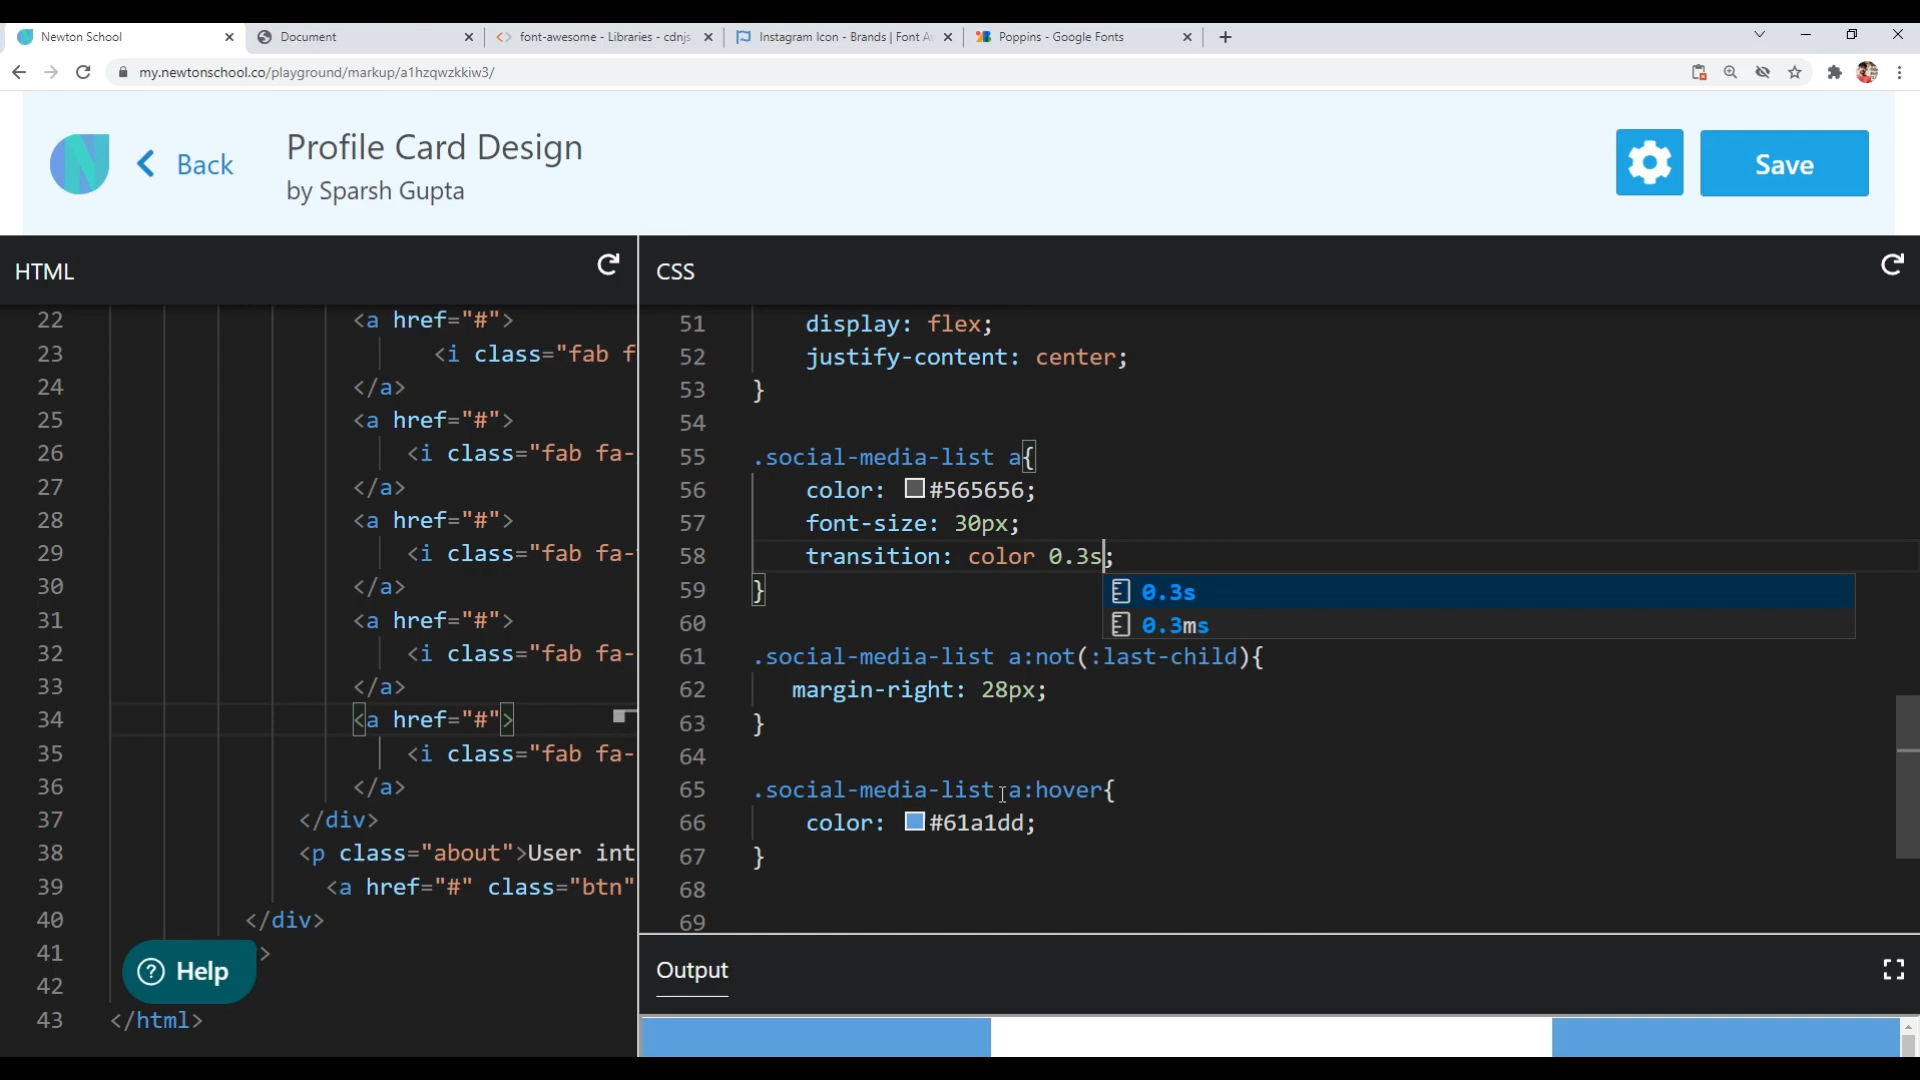 Newton School
Document
font-awesome - Libraries - cdnjs
Instagram Icon - Brands | Font A
Poppins - Google Fonts
my.newtonschool.co/playground/markup/a1hzqwzkkiw3/
Back
Profile Card Design
by Sparsh Gupta
Save
HTML
22 <a href="#">
23 <i class="fab f
24 </a>
25 <a href="#">
26 <i class="fab fa-
27 </a>
28 <a href="#">
29 <i class="fab fa-
30 </a>
31 <a href="#">
32 <i class="fab fa-
33 </a>
34 <a href="#">
35 <i class="fab fa-
36 </a>
37 </div>
38 <p class="about">User int
39 <a href="#" class="btn"
40 </div>
41 >
42
43 </html>
Help
CSS
51 display: flex;
52 justify-content: center;
53 }
54
55 .social-media-list a{
56 color: #565656;
57 font-size: 30px;
58 transition: color 0.3s;
59 }
0.3s
60
0.3ms
61 .social-media-list a:not(:last-child){
62 margin-right: 28px;
63 }
64
65 .social-media-list a:hover{
66 color: #61a1dd;
67 }
68
69
Output